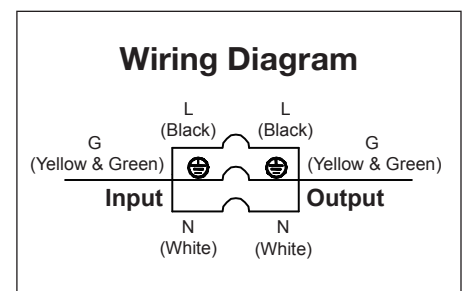 Wiring Diagram
L L
(Black) (Black)
G G
(Yellow & Green) (Yellow & Green)
Input Output
N N
(White) (White)